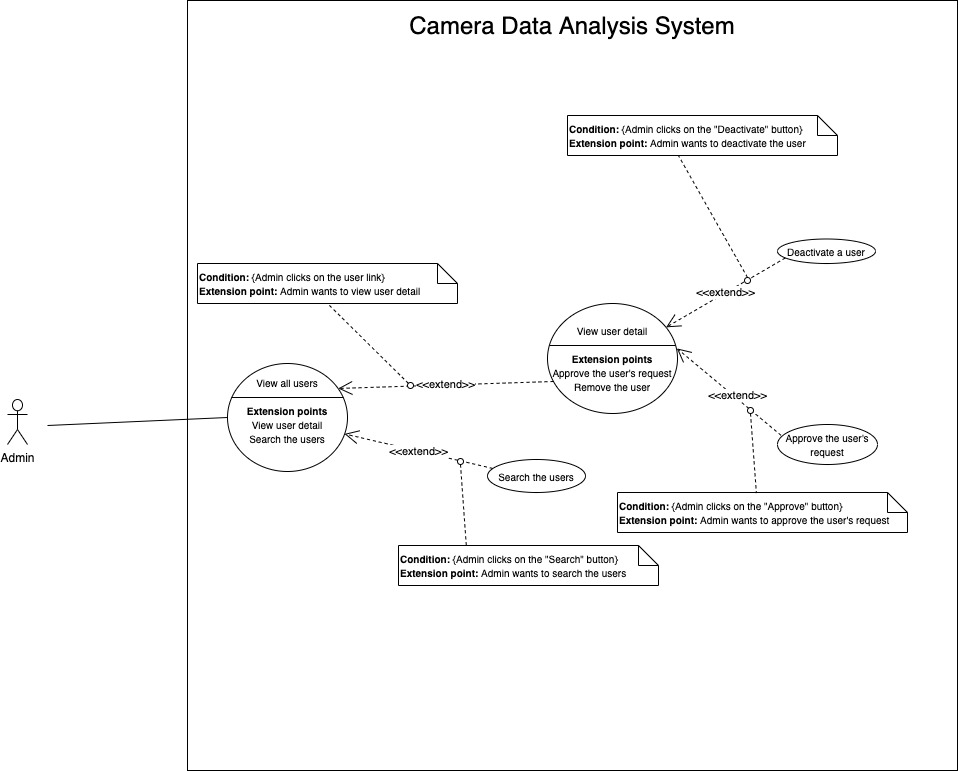 Camera Data Analysis System
Condition: {Admin clicks on the "Deactivate" button}
Extension point: Admin wants to deactivate the user
Deactivate a user
<<extend>>
Condition: {Admin clicks on the user link}
Extension point: Admin wants to view user detail
View user detail
Extension points
Approve the user's request
Remove the user
<<extend>>
View all users
Extension points
View user detail
Search the users
<<extend>>
Admin
Approve the user's
request
<<extend>>
Search the users
Condition: {Admin clicks on the "Approve" button}
Extension point: Admin wants to approve the user's request
Condition: {Admin clicks on the "Search" button}
Extension point: Admin wants to search the users
<<extend>>